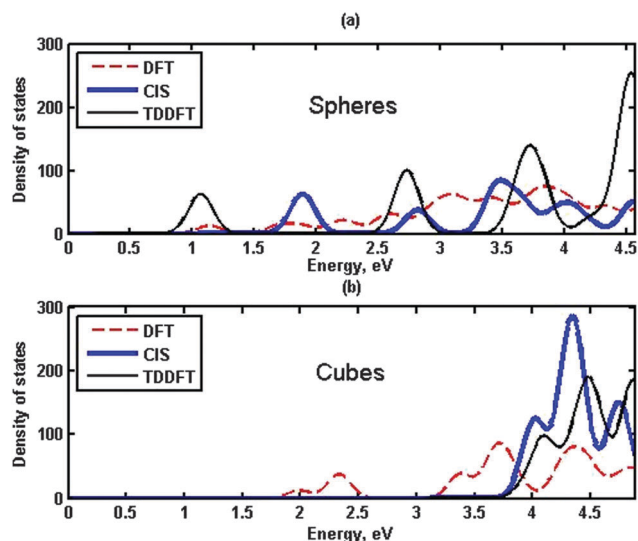 (a)
300
200
100
0
Density of states
DFT
CIS
TDDFT
Spheres
0 0.5 1 1.5 2 2.5 3 3.5 4 4.5
Energy, eV
(b)
300
200
100
0
Density of states
DFT
CIS
TDDFT
Cubes
0 0.5 1 1.5 2 2.5 3 3.5 4 4.5
Energy, eV